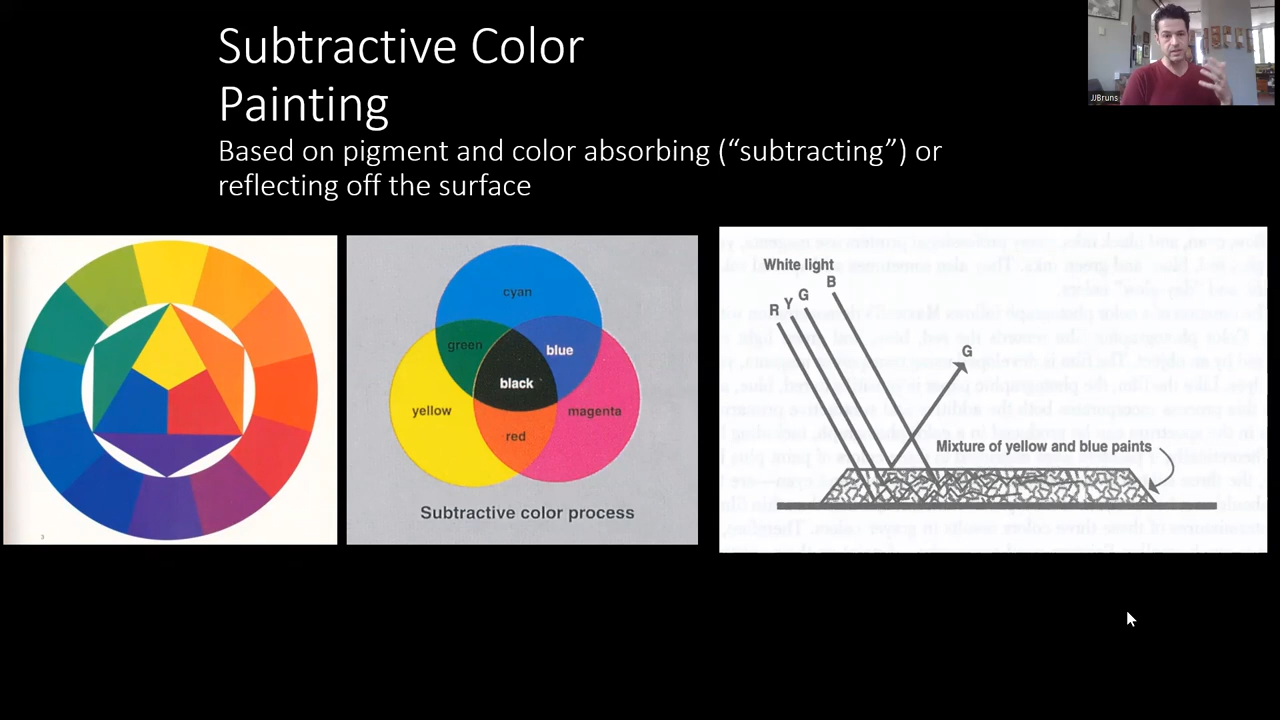 Subtractive Color
Painting
Based on pigment and color absorbing (“subtracting”) or
reflecting off the surface
JJBruns
3
cyan
green
blue
black
yellow
magenta
red
Subtractive color process
White light
R Y G B
G
Mixture of yellow and blue paints